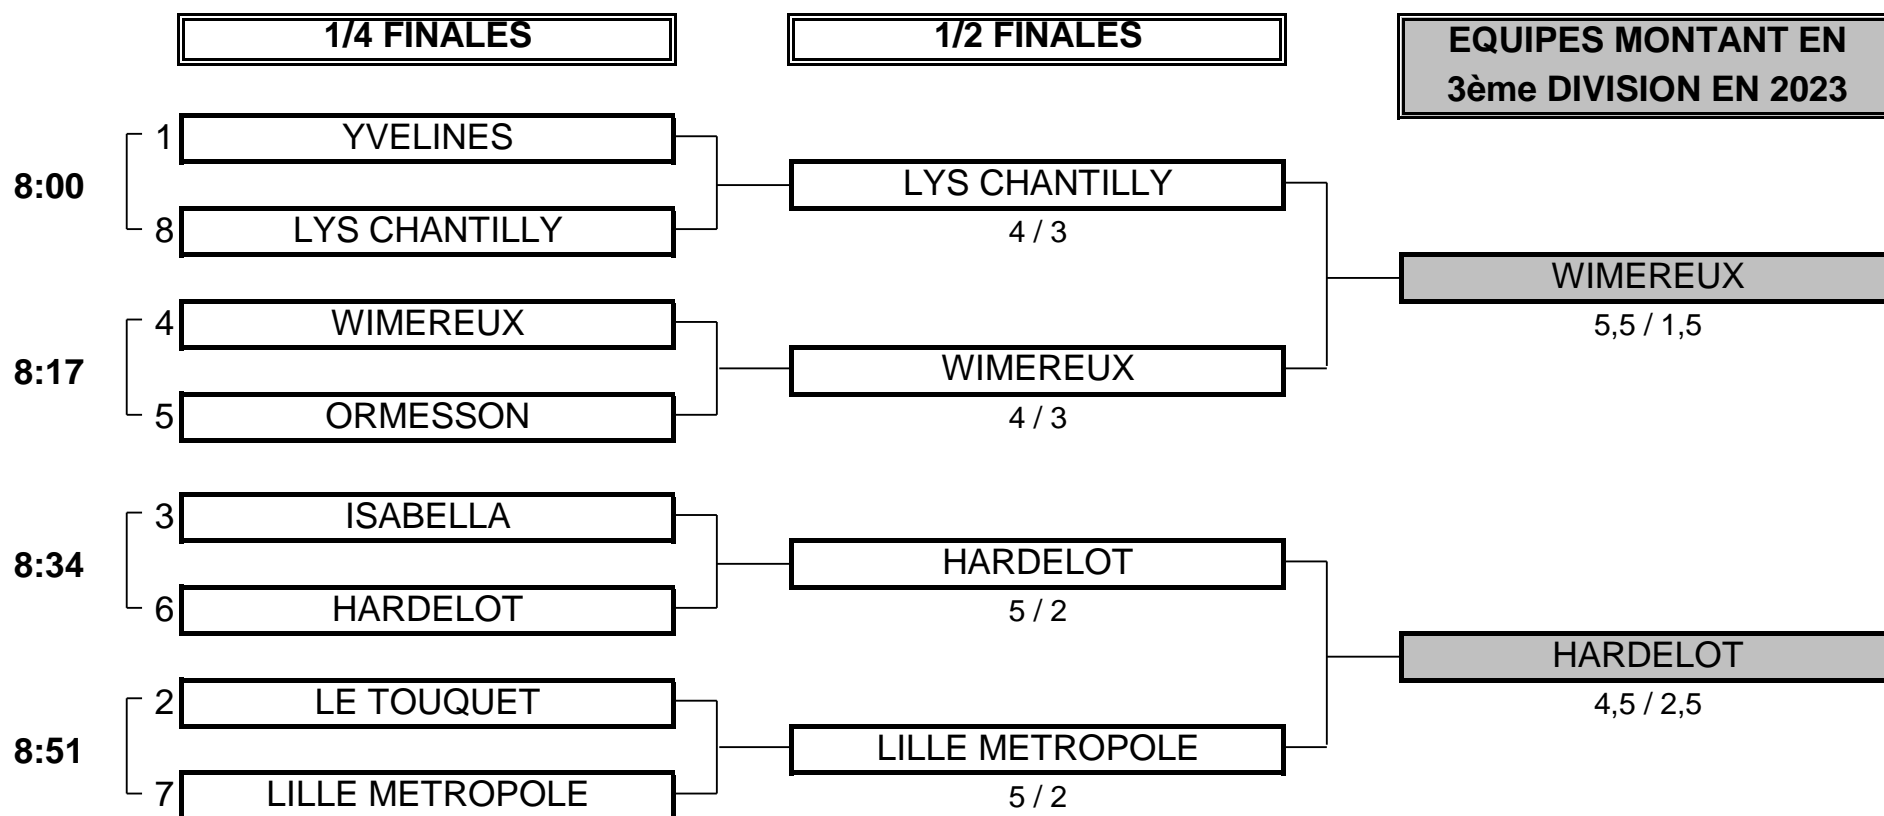 1/4 FINALES
1/2 FINALES
EQUIPES MONTANT EN
3ème DIVISION EN 2023
1 YVELINES
8:00
LYS CHANTILLY
8 LYS CHANTILLY
4 / 3
WIMEREUX
5,5 / 1,5
4 WIMEREUX
8:17
WIMEREUX
5 ORMESSON
4 / 3
3 ISABELLA
8:34
HARDELOT
6 HARDELOT
5 / 2
HARDELOT
4,5 / 2,5
2 LE TOUQUET
8:51
LILLE METROPOLE
7 LILLE METROPOLE
5 / 2